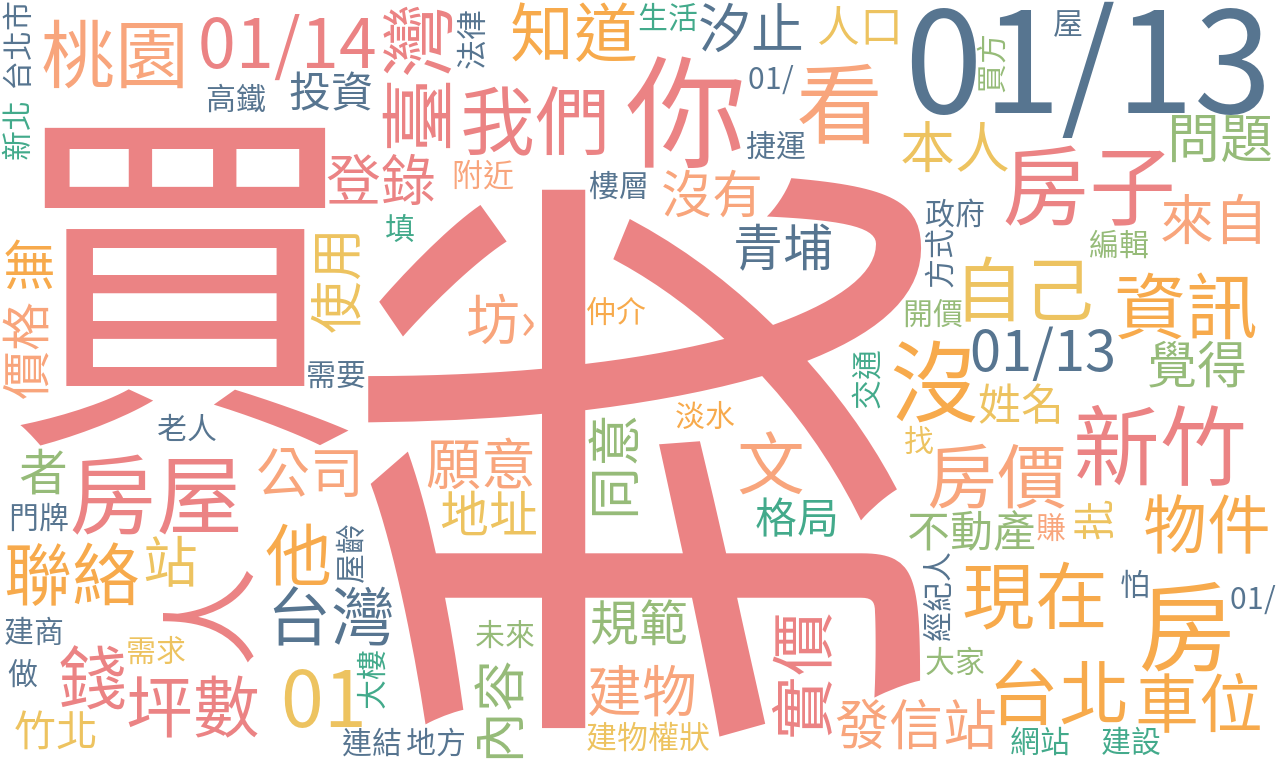 台北市
桃園
01/14
臺灣
法律
知道
生活
汐止
人口
01/13
屋
買方
高鐵
投資
我們
你
01/
看
捷運
本人
問題
新北
買
登錄
附近
樓層
沒有
房子
來自
填
青埔
政府
方式
編輯
無
使用
我
坊›
仲介
開價
自己
資訊
價格
需要
交通
沒
01/13
覺得
老人
淡水
姓名
找
新竹
者
房屋
公司
願意
同意
文
房價
門牌
地址
格局
不動產
賺
批
物件
聯絡
站
他
屋齡
經紀人
現在
怕
房
01/
人
台灣
建商
未來
規範
實價
做
錢
需求
坪數
01
大樓
內容
建物
大家
台北
車位
竹北
連結
地方
建物權狀
發信站
網站
建設